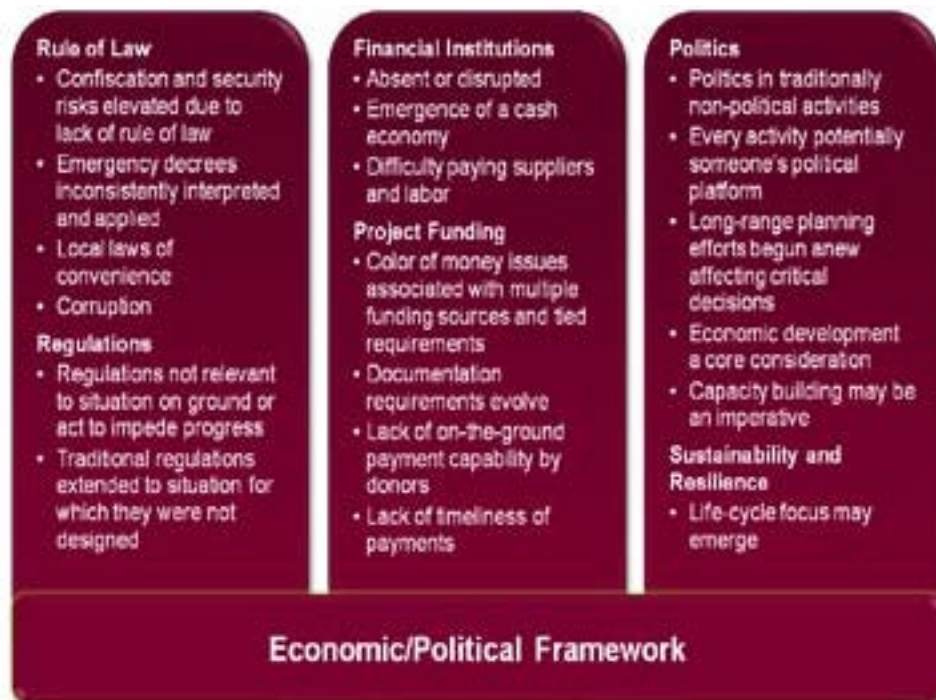 Rule of Law
• Confiscation and security
risks elevated due to
lack of rule of law
• Emergency decrees
inconsistently interpreted
and applied
• Local laws of
convenience
• Corruption
Regulations
• Regulations not relevant
to situation on ground or
act to impede progress
• Traditional regulations
extended to situation for
which they were not
designed
Financial Institutions
• Absent or disrupted
• Emergence of a cash
economy
• Difficulty paying suppliers
and labor
Project Funding
• Color of money issues
associated with multiple
funding sources and tied
requirements
• Documentation
requirements evolve
• Lack of on-the-ground
payment capability by
donors
• Lack of timeliness of
payments
Politics
• Politics in traditionally
non-political activities
• Every activity potentially
someone's political
platform
• Long-range planning
efforts begun anew
affecting critical
decisions
• Economic development
a core consideration
• Capacity building may be
an imperative
Sustainability and
Resilience
• Life-cycle focus may
emerge
Economic/Political Framework